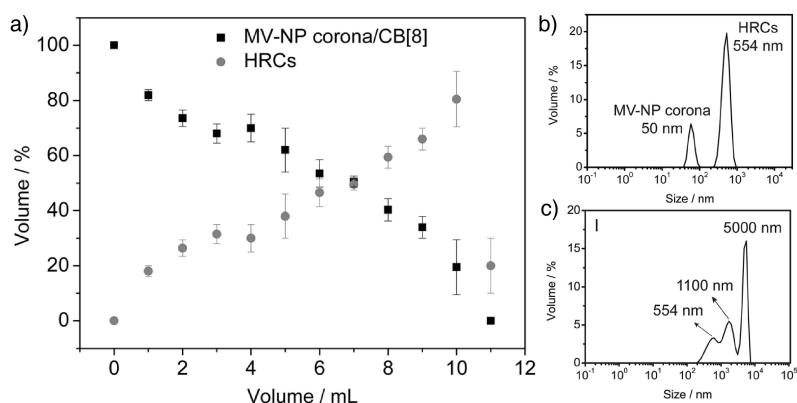 a)
100
80
60
40
20
0
Volume / %
MV-NP corona/CB[8]
HRCs
0 2 4 6 8 10 12
Volume / mL
b)
20
15
10
5
0
Volume / %
HRCs
554 nm
MV-NP corona
50 nm
10⁻¹ 10⁰ 10¹ 10² 10³ 10⁴
Size / nm
c)
20
15
10
5
0
Volume / %
I
5000 nm
1100 nm
554 nm
10⁻¹ 10⁰ 10¹ 10² 10³ 10⁴ 10⁵
Size / nm